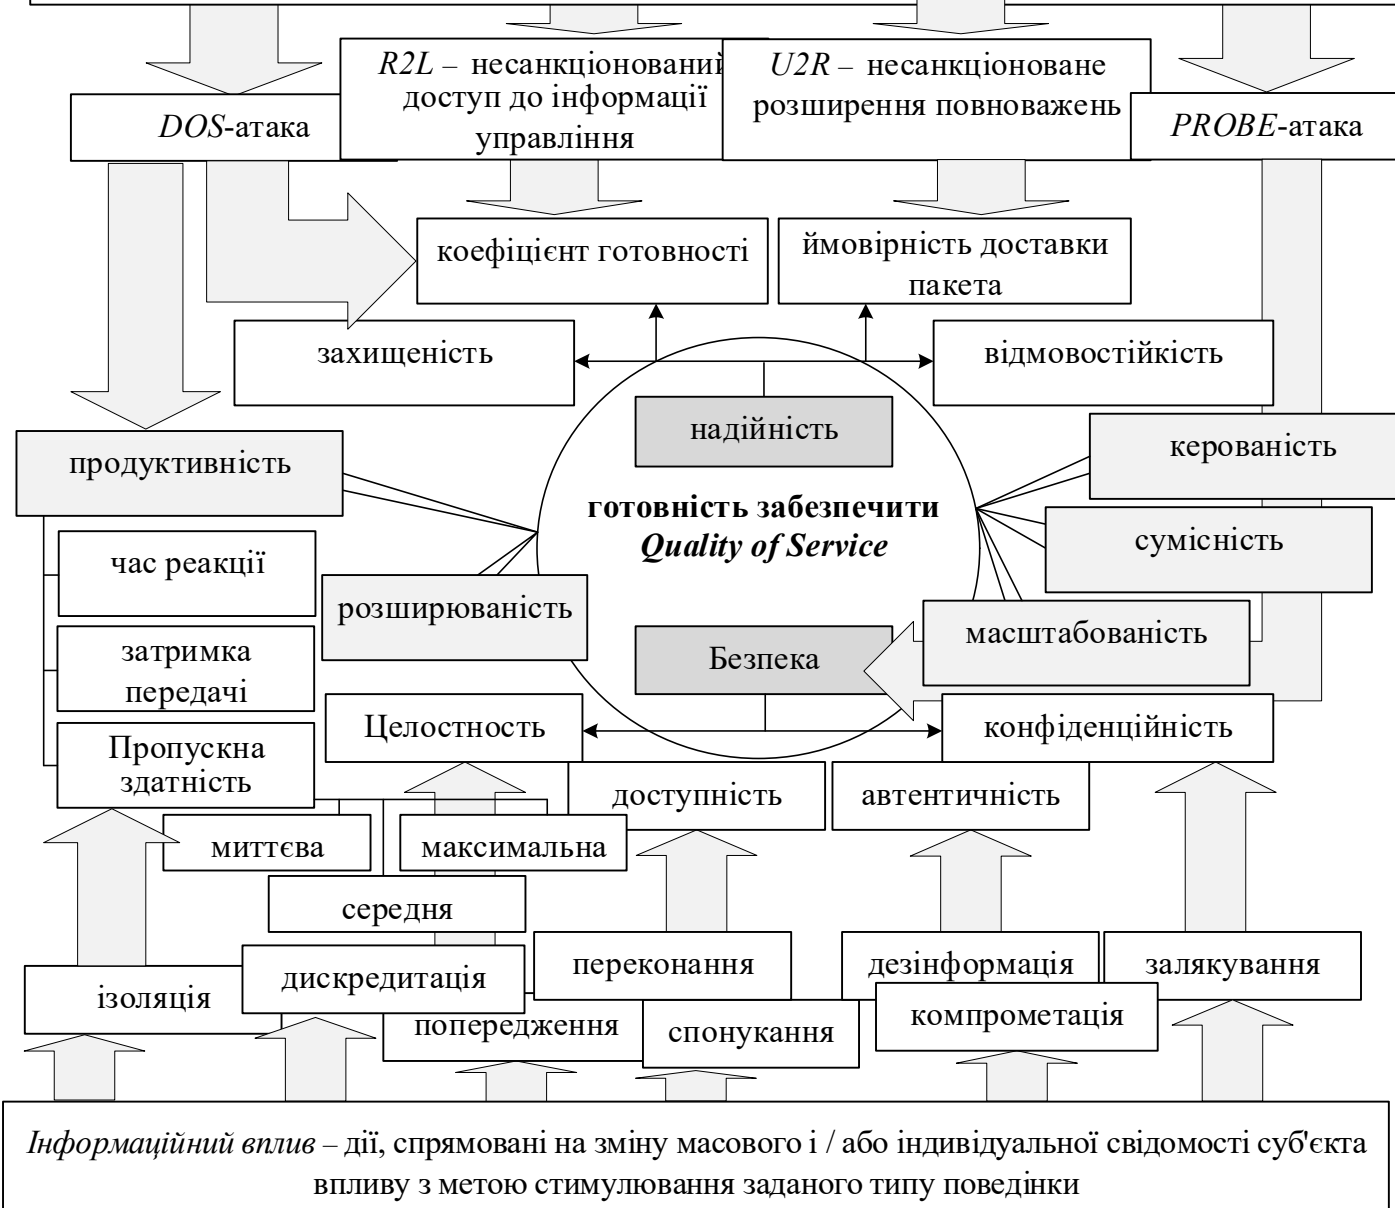 R2L – несанкціонований
доступ до інформації
управління
U2R – несанкціоноване
розширення повноважень
DOS-атака
PROBE-атака
коефіцієнт готовності
ймовірність доставки
пакета
захищеність
відмовостійкість
надійність
продуктивність
керованість
готовність забезпечити
Quality of Service
сумісність
час реакції
розширюваність
масштабованість
затримка
передачі
Безпека
Целостность
конфіденційність
Пропускна
здатність
доступність
автентичність
миттєва
максимальна
середня
переконання
дезінформація
залякування
дискредитація
ізоляція
компрометація
попередження
спонукання
Інформаційний вплив – дії, спрямовані на зміну масового і / або індивідуальної свідомості суб'єкта
впливу з метою стимулювання заданого типу поведінки